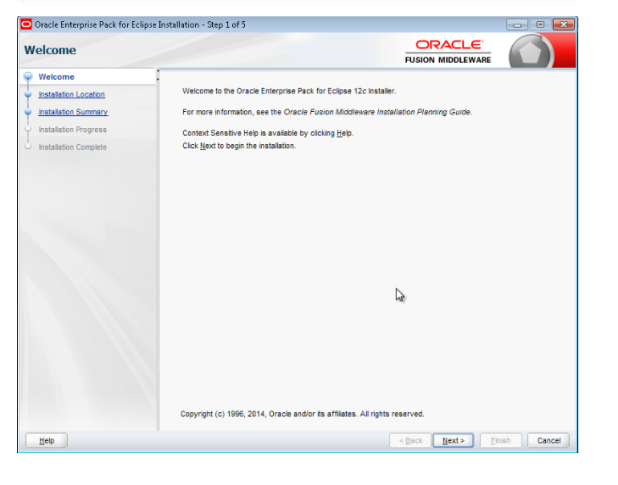 Oracle Enterprise Pack for Eclipse Installation - Step 1 of 5
Welcome
ORACLE
FUSION MIDDLEWARE
Welcome
Installation Location
Installation Summary
Installation Progress
Installation Complete
Welcome to the Oracle Enterprise Pack for Eclipse 12c Installer.
For more information, see the Oracle Fusion Middleware Installation Planning Guide.
Context Sensitive Help is available by clicking Help.
Click Next to begin the installation.
Copyright (c) 1996, 2014, Oracle and/or its affiliates. All rights reserved.
Help
< Back
Next >
Finish
Cancel